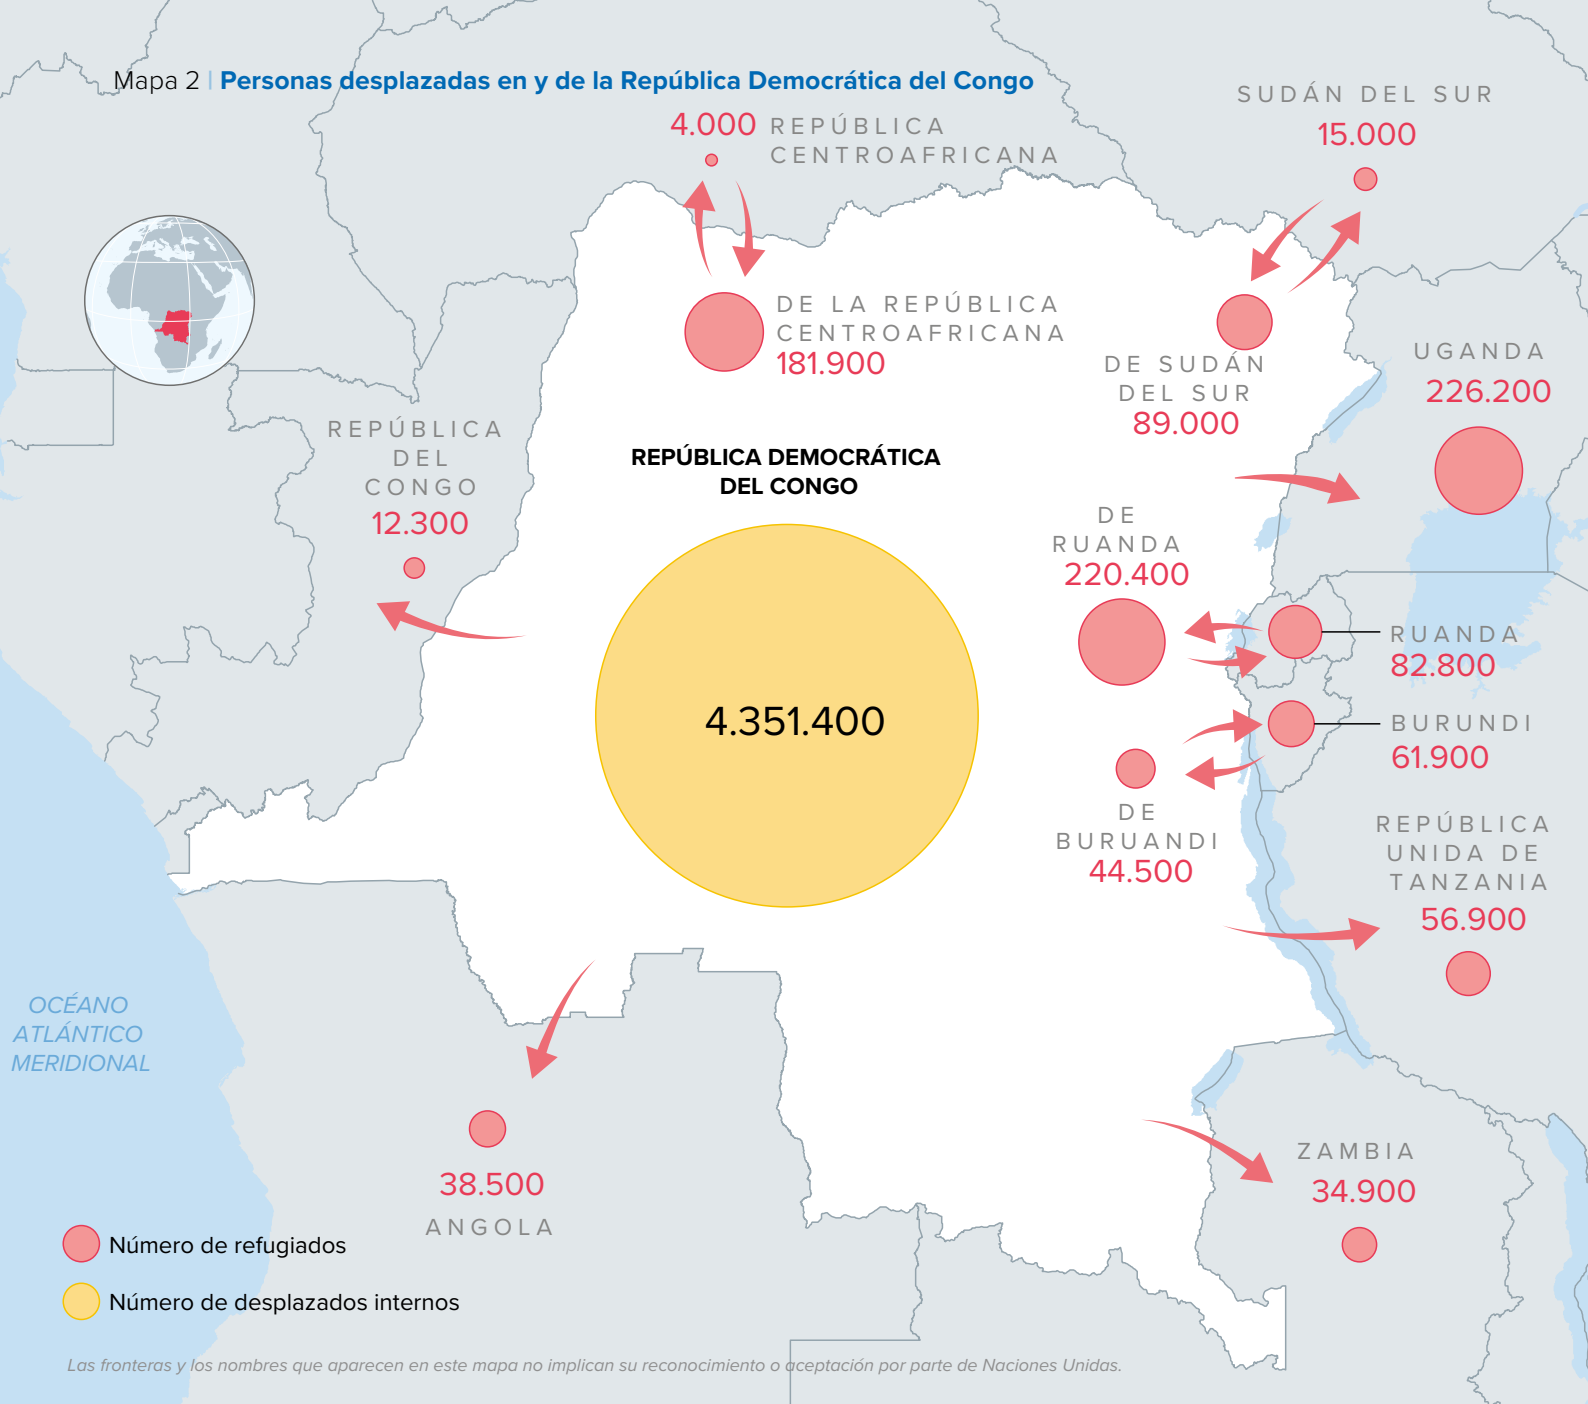 Mapa 2 | Personas desplazadas en y de la República Democrática del Congo
4.000 REPÚBLICA
CENTROAFRICANA
SUDÁN DEL SUR
15.000
DE LA REPÚBLICA
CENTROAFRICANA
181.900
DE SUDÁN
DEL SUR
89.000
UGANDA
226.200
REPÚBLICA
DEL
CONGO
12.300
REPÚBLICA DEMOCRÁTICA
DEL CONGO
4.351.400
DE
RUANDA
220.400
RUANDA
82.800
BURUNDI
61.900
DE
BURUANDI
44.500
REPÚBLICA
UNIDA DE
TANZANIA
56.900
OCÉANO
ATLÁNTICO
MERIDIONAL
38.500
ANGOLA
ZAMBIA
34.900
Número de refugiados
Número de desplazados internos
Las fronteras y los nombres que aparecen en este mapa no implican su reconocimiento o aceptación por parte de Naciones Unidas.